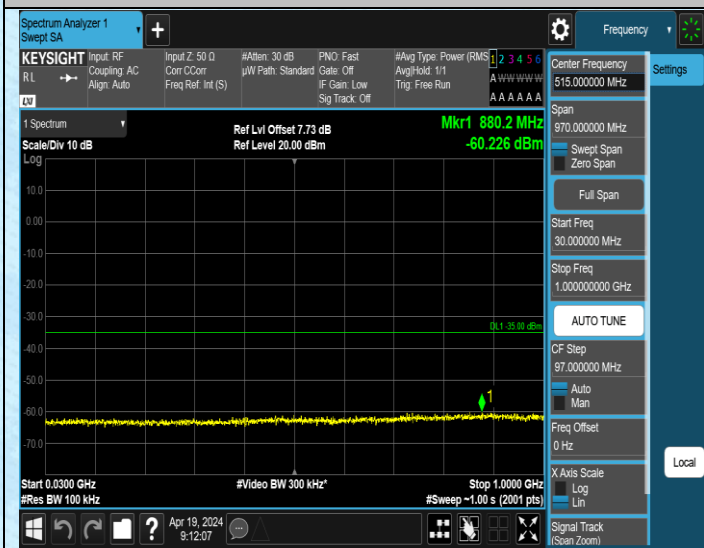 Spectrum Analyzer 1
Swept SA
+
Frequency
KEYSIGHT
R L
LXI
Input: RF
Coupling: AC
Align: Auto
Input Z: 50 Ω
Corr CCorr
Freq Ref: Int (S)
#Atten: 30 dB
µW Path: Standard
PNO: Fast
Gate: Off
IF Gain: Low
Sig Track: Off
#Avg Type: Power (RMS
Avg|Hold: 1/1
Trig: Free Run
1 2 3 4 5 6
A W W W W W
A A A A A A
1 Spectrum
Scale/Div 10 dB
Ref Lvl Offset 7.73 dB
Ref Level 20.00 dBm
Mkr1 880.2 MHz
-60.226 dBm
Log
10.0
0.00
-10.0
-20.0
-30.0
DL1 -35.00 dBm
-40.0
-50.0
1
-60.0
-70.0
Start 0.0300 GHz
#Res BW 100 kHz
#Video BW 300 kHz*
Stop 1.0000 GHz
#Sweep ~1.00 s (2001 pts)
?
Apr 19, 2024
9:12:07
Center Frequency
515.000000 MHz
Span
970.000000 MHz
Swept Span
Zero Span
Full Span
Start Freq
30.000000 MHz
Stop Freq
1.000000000 GHz
AUTO TUNE
CF Step
97.000000 MHz
Auto
Man
Freq Offset
0 Hz
X Axis Scale
Log
Lin
Signal Track
(Span Zoom)
Settings
Local